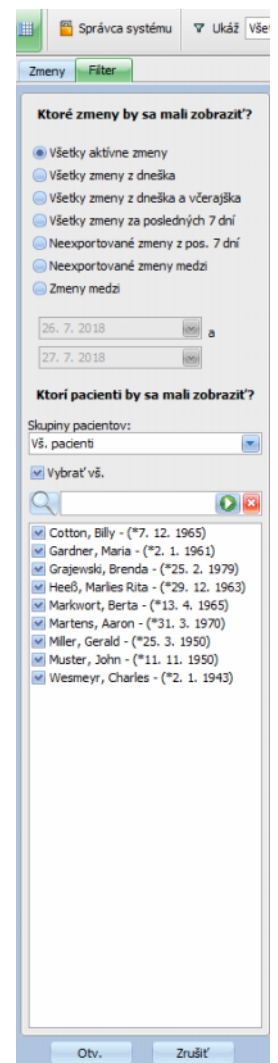 Správca systému Ukáž Vše
Zmeny Filter
Ktoré zmeny by sa mali zobraziť?
Všetky aktívne zmeny
Všetky zmeny z dneška
Všetky zmeny z dneška a včerajška
Všetky zmeny za posledných 7 dní
Neexportované zmeny z pos. 7 dní
Neexportované zmeny medzi
Zmeny medzi
26. 7. 2018 a
27. 7. 2018
Ktorí pacienti by sa mali zobraziť?
Skupiny pacientov:
Vš. pacienti
Vybrať vš.
Cotton, Billy - (*7. 12. 1965)
Gardner, Maria - (*2. 1. 1961)
Grajewski, Brenda - (*25. 2. 1979)
Heeß, Marlies Rita - (*29. 12. 1963)
Markwort, Berta - (*13. 4. 1965)
Martens, Aaron - (*31. 3. 1970)
Miller, Gerald - (*25. 3. 1950)
Muster, John - (*11. 11. 1950)
Wesmeyr, Charles - (*2. 1. 1943)
Otv. Zrušiť